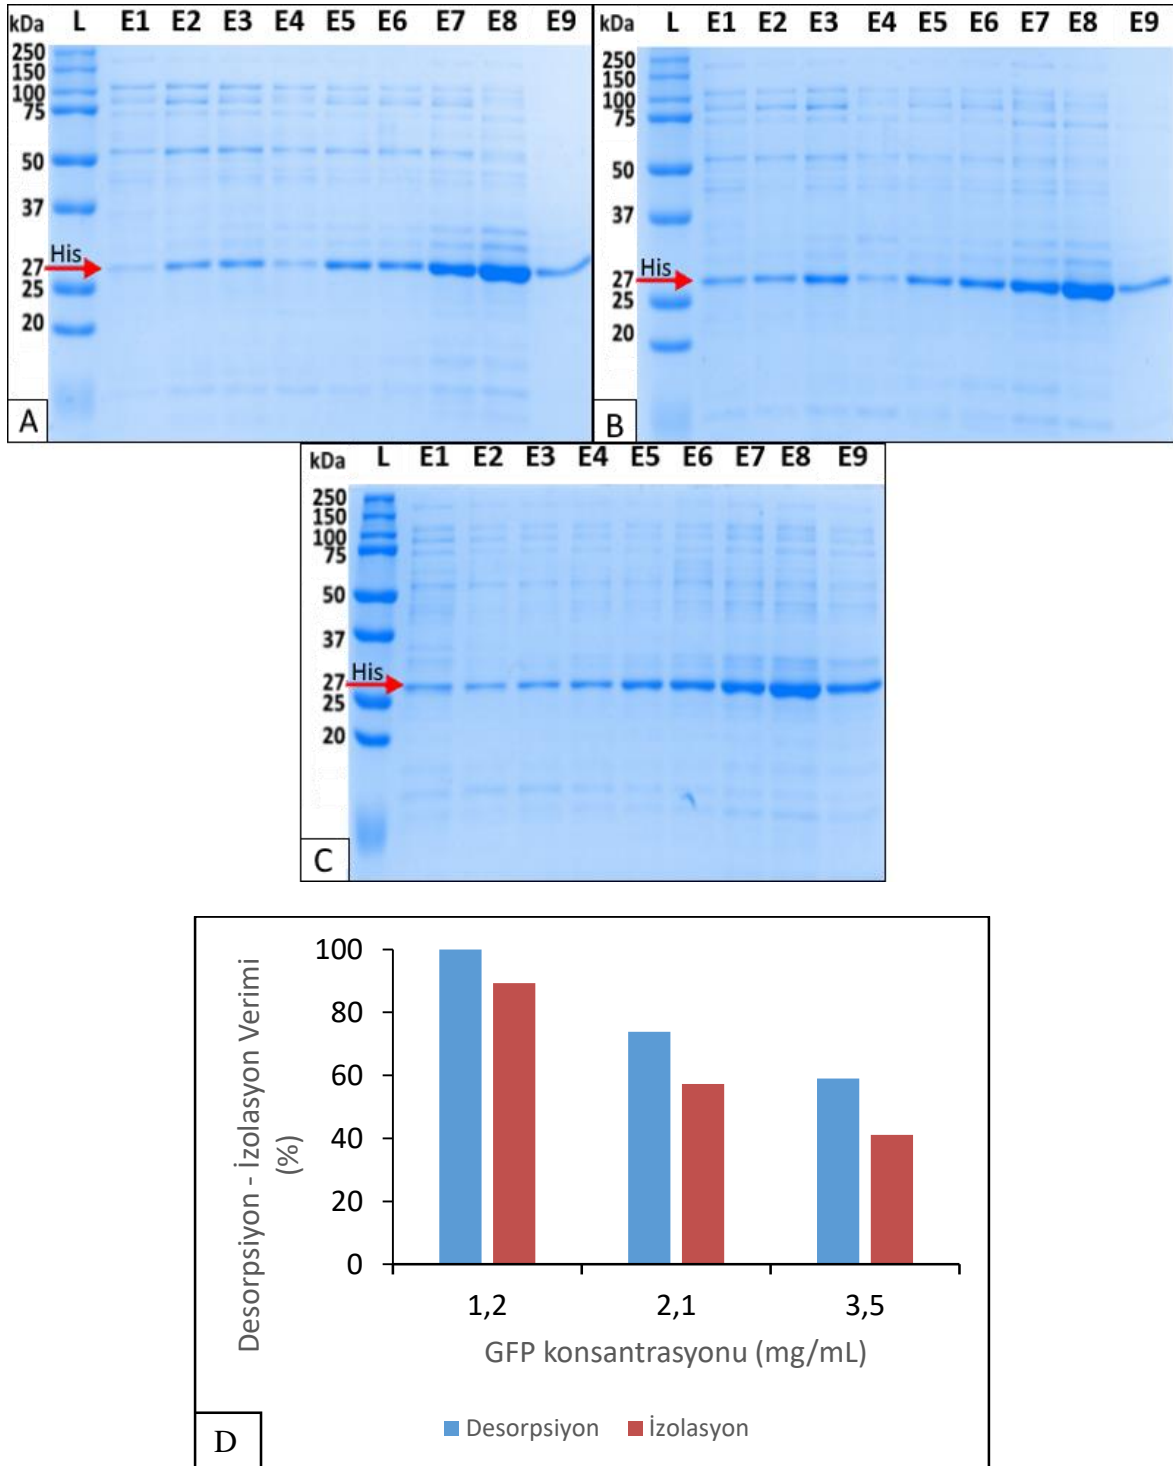 kDa L E1 E2 E3 E4 E5 E6 E7 E8 E9
250
150
100
75
50
37
His
27
25
20
A
kDa L E1 E2 E3 E4 E5 E6 E7 E8 E9
250
150
100
75
50
37
His
27
25
20
B
kDa L E1 E2 E3 E4 E5 E6 E7 E8 E9
250
150
100
75
50
37
His
27
25
20
C
Desorpsiyon - İzolasyon Verimi
(%)
100
80
60
40
20
0
1,2 2,1 3,5
GFP konsantrasyonu (mg/mL)
Desorpsiyon İzolasyon
D